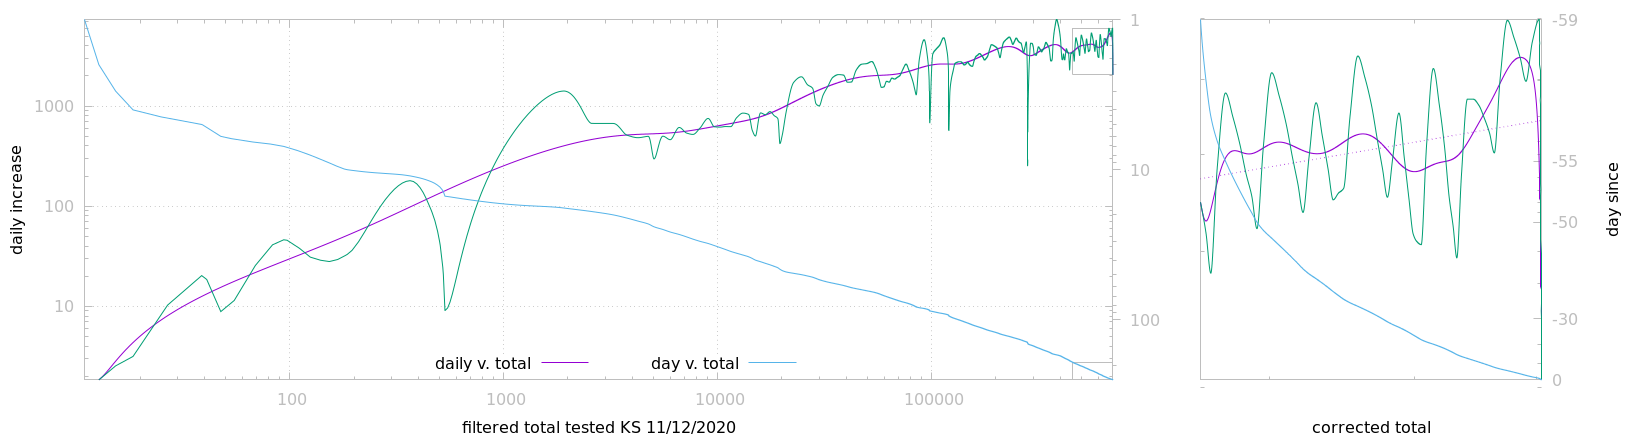 daily increase
1000
100
10
daily v. total
day v. total
100
1000
10000
100000
filtered total tested KS 11/12/2020
1
10
100
corrected total
-59
-55
-50
-30
0
day since